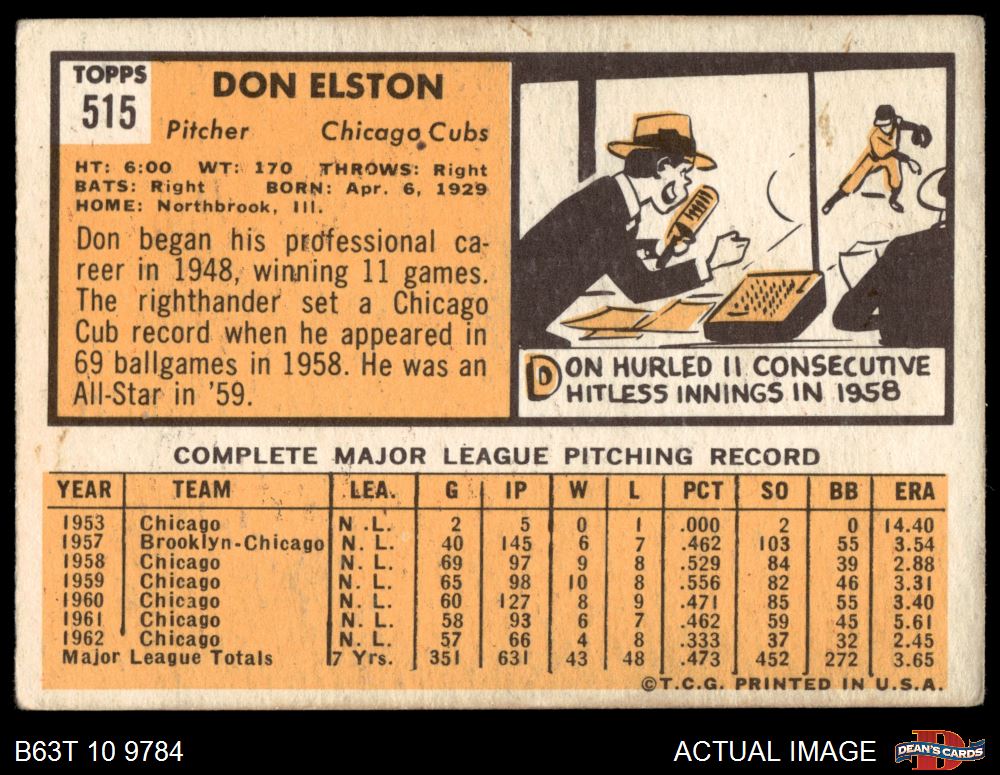 TOPPS
515
DON ELSTON
Pitcher Chicago Cubs
HT: 6:00 WT: 170 THROWS: Right
BATS: Right BORN: Apr. 6, 1929
HOME: Northbrook, Ill.
Don began his professional ca-
reer in 1948, winning 11 games.
The righthander set a Chicago
Cub record when he appeared in
69 ballgames in 1958. He was an
All-Star in '59.
DON HURLED 11 CONSECUTIVE
HITLESS INNINGS IN 1958
COMPLETE MAJOR LEAGUE PITCHING RECORD
YEAR TEAM LEA. G IP W L PCT SO BB ERA
1953 Chicago N. L. 2 5 0 1 .000 2 0 14.40
1957 Brooklyn-Chicago N. L. 40 145 6 7 .462 103 55 3.54
1958 Chicago N. L. 69 97 9 8 .529 84 39 2.88
1959 Chicago N. L. 65 98 10 8 .556 82 46 3.31
1960 Chicago N. L. 60 127 8 9 .471 85 55 3.40
1961 Chicago N. L. 58 93 6 7 .462 59 45 5.61
1962 Chicago N. L. 57 66 4 8 .333 37 32 2.45
Major League Totals 7 Yrs. 351 631 43 48 .473 452 272 3.65
©T.C.G. PRINTED IN U.S.A.
B63T 10 9784 ACTUAL IMAGE
D
DEAN'S CARDS